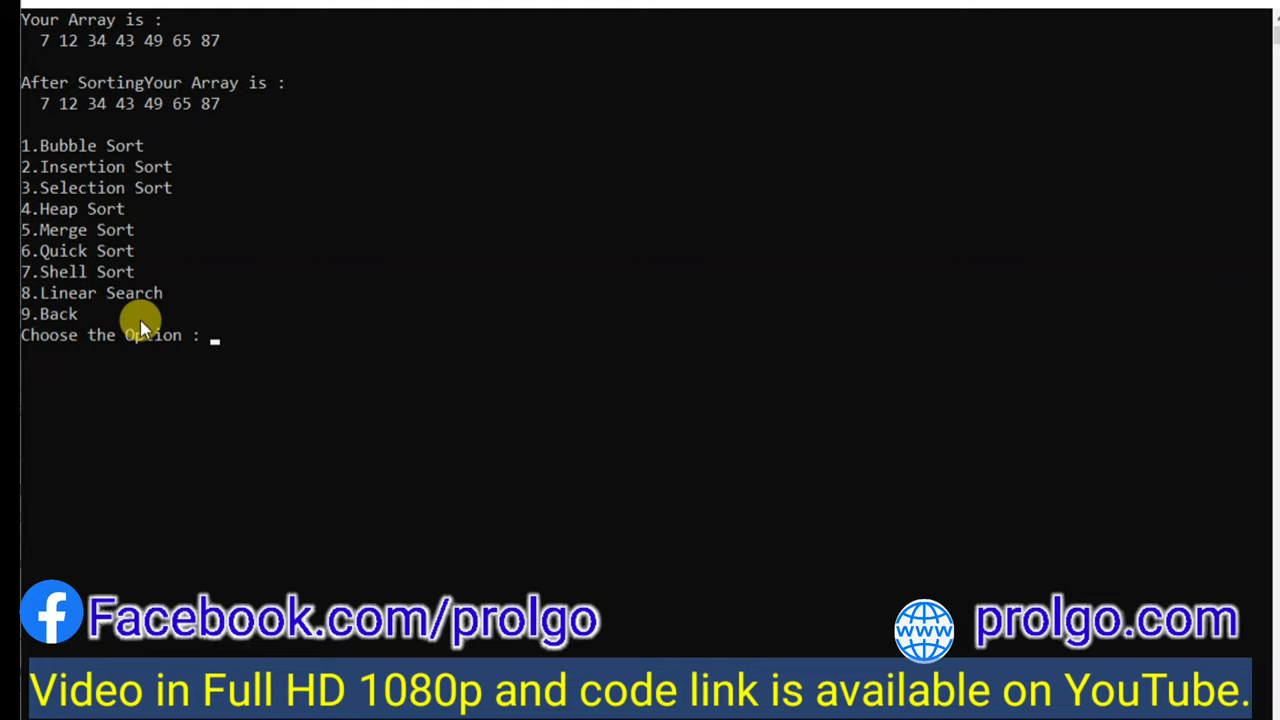 Your Array is :
7 12 34 43 49 65 87
After SortingYour Array is :
7 12 34 43 49 65 87
1.Bubble Sort
2.Insertion Sort
3.Selection Sort
4.Heap Sort
5.Merge Sort
6.Quick Sort
7.Shell Sort
8.Linear Search
9.Back
Choose the Option :
Facebook.com/prolgo
www prolgo.com
Video in Full HD 1080p and code link is available on YouTube.